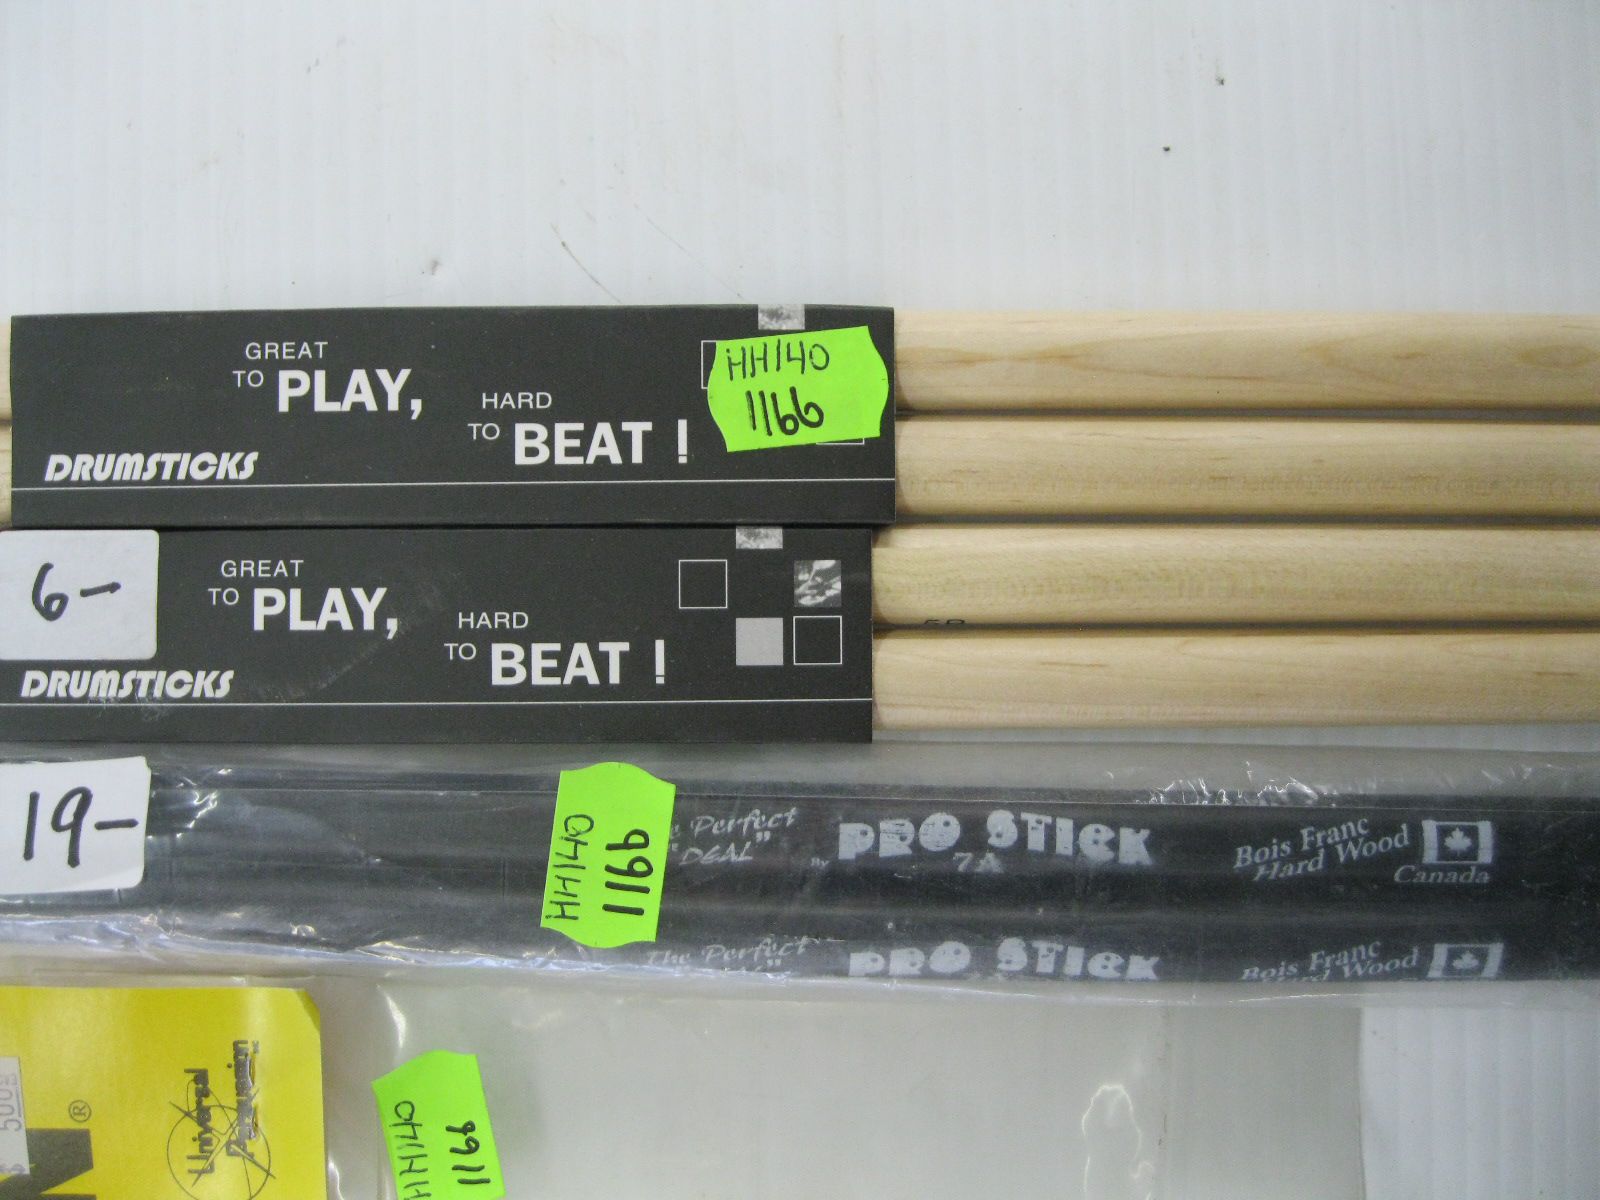 GREAT
TO PLAY,
HARD
TO BEAT !
DRUMSTICKS
HH140
1166
6-
GREAT
TO PLAY,
HARD
TO BEAT !
DRUMSTICKS
19-
HH140
1166
The Perfect
"DEAL"
By PRO STICK
7A
Bois Franc
Hard Wood
Canada
The Perfect
PRO STICK
Bois Franc
Hard Wood
Universal
Percussion
INC
®
HH140
1166